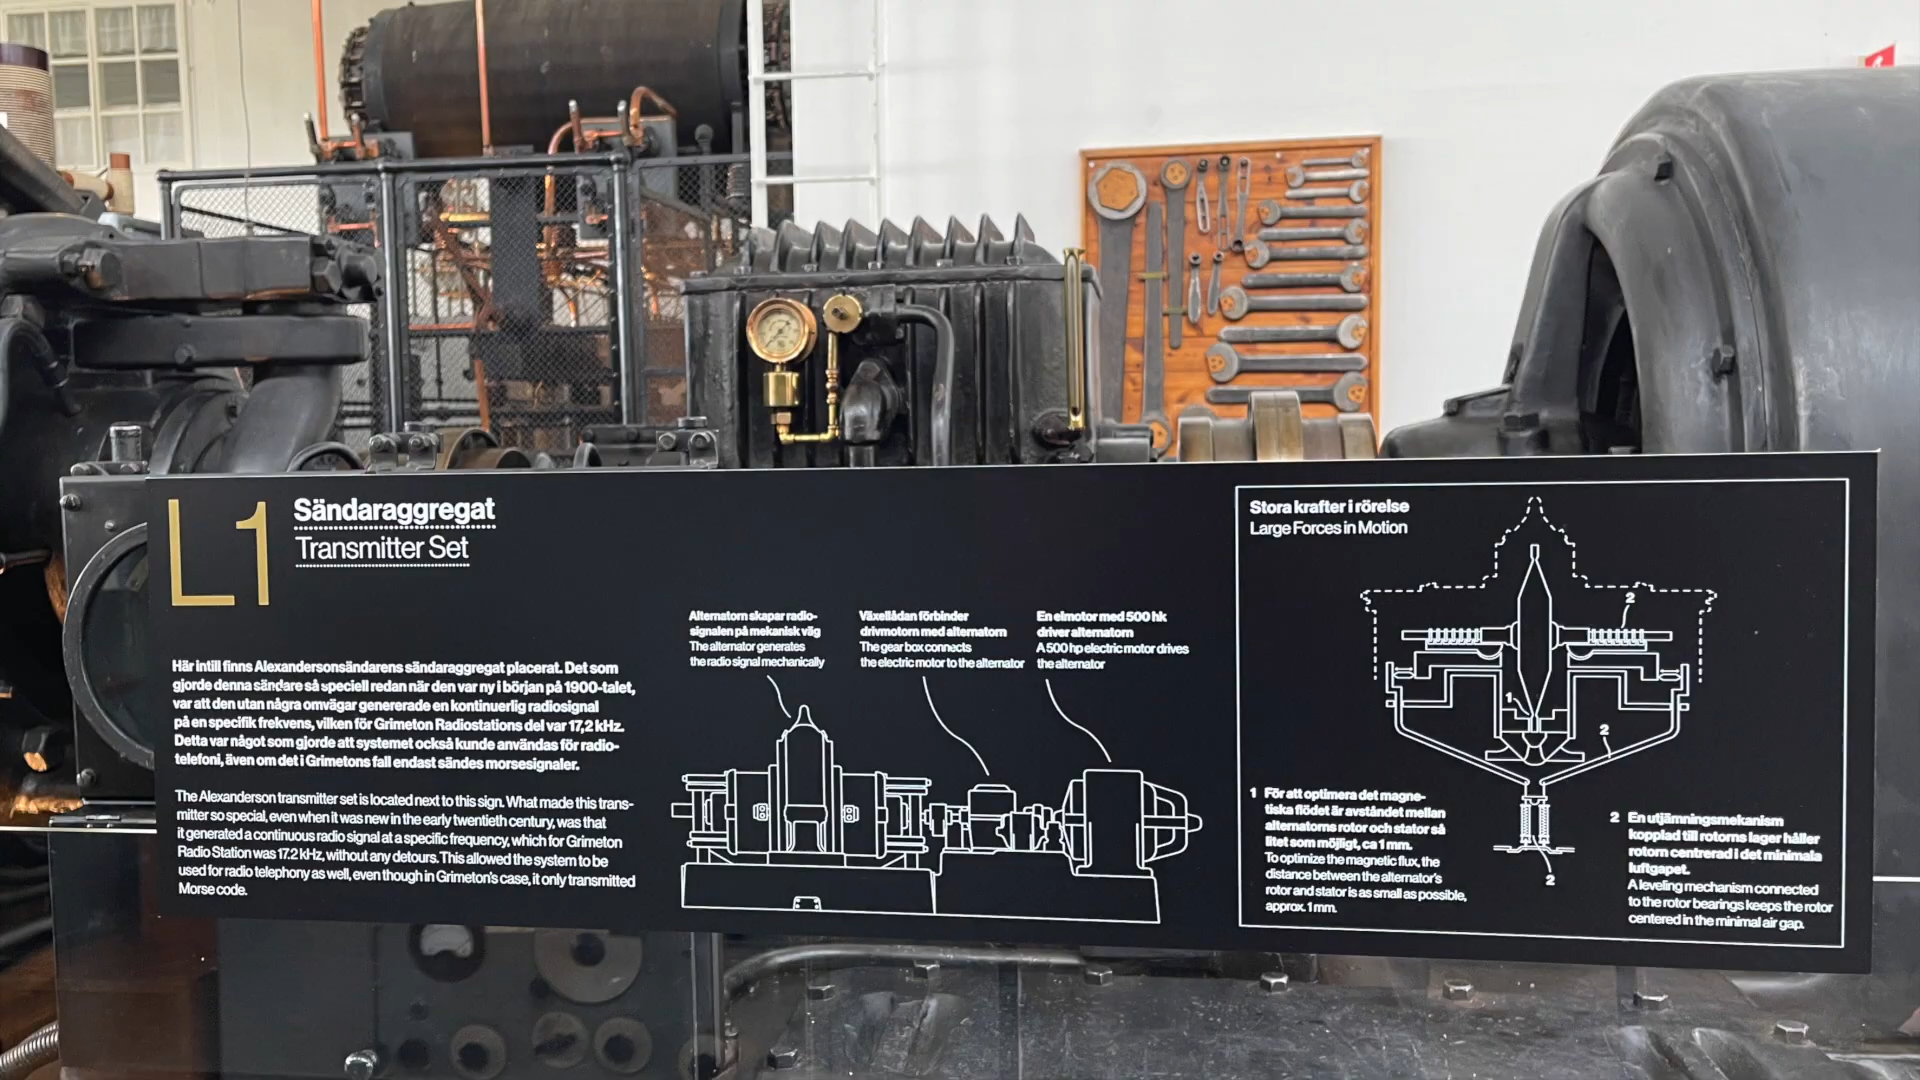 L1
Sändaraggregat
Transmitter Set
Här intill finns Alexandersonsändarens sändaraggregat placerat. Det som
gjorde denna sändare så speciell redan när den var ny i början på 1900-talet,
var att den utan några omvägar genererade en kontinuerlig radiosignal
på en specifik frekvens, vilken för Grimeton Radiostations del var 17,2 kHz.
Detta var något som gjorde att systemet också kunde användas för radio-
telefoni, även om det i Grimetons fall endast sändes morsesignaler.
The Alexanderson transmitter set is located next to this sign. What made this trans-
mitter so special, even when it was new in the early twentieth century, was that
it generated a continuous radio signal at a specific frequency, which for Grimeton
Radio Station was 17.2 kHz, without any detours. This allowed the system to be
used for radio telephony as well, even though in Grimeton's case, it only transmitted
Morse code.
Alternatorn skapar radio-
signalen på mekanisk väg
The alternator generates
the radio signal mechanically
Växellådan förbinder
drivmotorn med alternatorn
The gear box connects
the electric motor to the alternator
En elmotor med 500 hk
driver alternatorn
A 500 hp electric motor drives
the alternator
Stora krafter i rörelse
Large Forces in Motion
2
1
2
2
1 För att optimera det magne-
tiska flödet är avståndet mellan
alternatorns rotor och stator så
litet som möjligt, ca 1 mm.
To optimize the magnetic flux, the
distance between the alternator's
rotor and stator is as small as possible,
approx. 1 mm.
2 En utjämningsmekanism
kopplad till rotorns lager håller
rotorn centrerad i det minimala
luftgapet.
A leveling mechanism connected
to the rotor bearings keeps the rotor
centered in the minimal air gap.